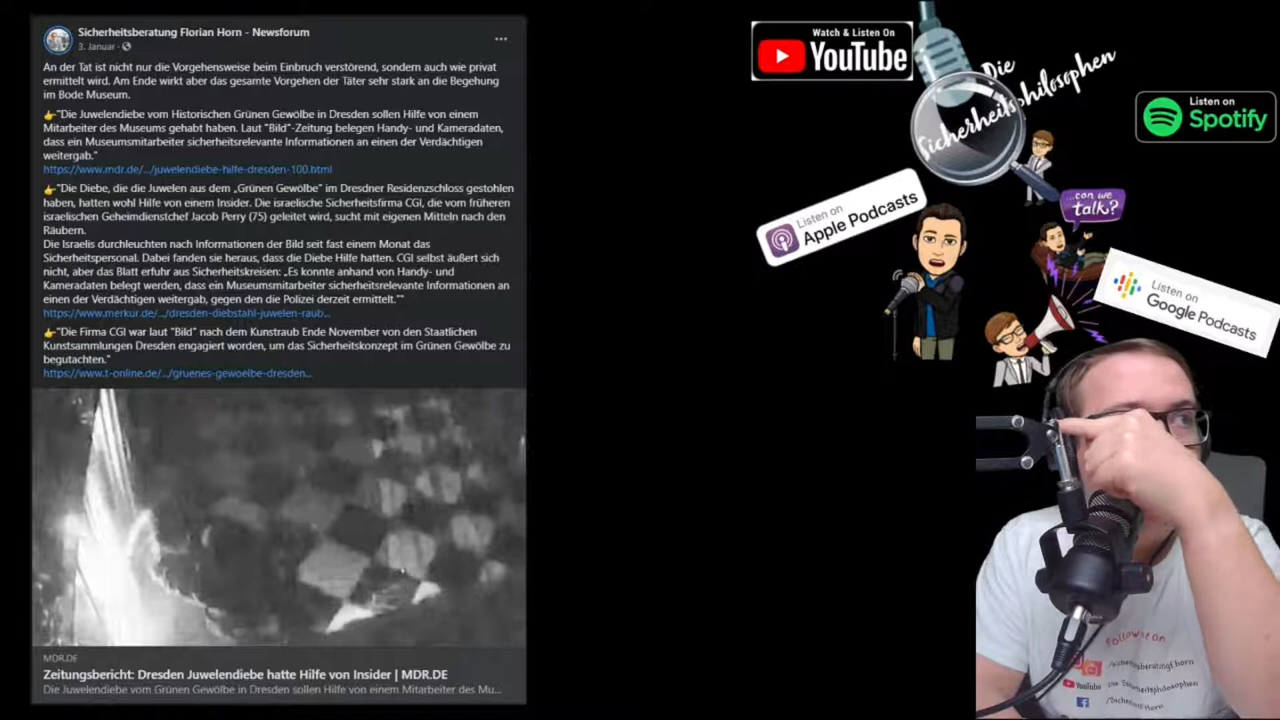 Sicherheitsberatung Florian Horn - Newsforum
3. Januar ·
An der Tat ist nicht nur die Vorgehensweise beim Einbruch verstörend, sondern auch wie privat
ermittelt wird. Am Ende wirkt aber das gesamte Vorgehen der Täter sehr stark an die Begehung
im Bode Museum.
👉"Die Juwelendiebe vom Historischen Grünen Gewölbe in Dresden sollen Hilfe von einem
Mitarbeiter des Museums gehabt haben. Laut "Bild"-Zeitung belegen Handy- und Kameradaten,
dass ein Museumsmitarbeiter sicherheitsrelevante Informationen an einen der Verdächtigen
weitergab."
https://www.mdr.de/.../juwelendiebe-hilfe-dresden-100.html
👉"Die Diebe, die die Juwelen aus dem „Grünen Gewölbe" im Dresdner Residenzschloss gestohlen
haben, hatten wohl Hilfe von einem Insider. Die israelische Sicherheitsfirma CGI, die vom früheren
israelischen Geheimdienstchef Jacob Perry (75) geleitet wird, sucht mit eigenen Mitteln nach den
Räubern.
Die Israelis durchleuchten nach Informationen der Bild seit fast einem Monat das
Sicherheitspersonal. Dabei fanden sie heraus, dass die Diebe Hilfe hatten. CGI selbst äußert sich
nicht, aber das Blatt erfuhr aus Sicherheitskreisen: „Es konnte anhand von Handy- und
Kameradaten belegt werden, dass ein Museumsmitarbeiter sicherheitsrelevante Informationen an
einen der Verdächtigen weitergab, gegen den die Polizei derzeit ermittelt.""
https://www.merkur.de/.../dresden-diebstahl-juwelen-raub...
👉"Die Firma CGI war laut "Bild" nach dem Kunstraub Ende November von den Staatlichen
Kunstsammlungen Dresden engagiert worden, um das Sicherheitskonzept im Grünen Gewölbe zu
begutachten."
https://www.t-online.de/.../gruenes-gewoelbe-dresden...
MDR.DE
Zeitungsbericht: Dresden Juwelendiebe hatte Hilfe von Insider | MDR.DE
Die Juwelendiebe vom Grünen Gewölbe in Dresden sollen Hilfe von einem Mitarbeiter des Mu...
Watch & Listen On
YouTube
Die
Sicherheitsphilosophen
Listen on
Spotify
Listen on
Apple Podcasts
...can we
talk?
Listen on
Google Podcasts
Follow me on
YouTube Die Sicherheitsphilosophen